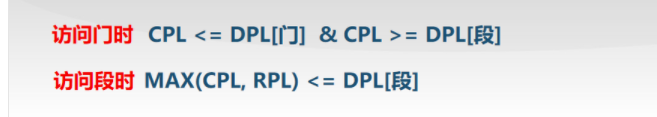 访问门时 CPL <= DPL[门] & CPL >= DPL[段]
访问段时 MAX(CPL, RPL) <= DPL[段]